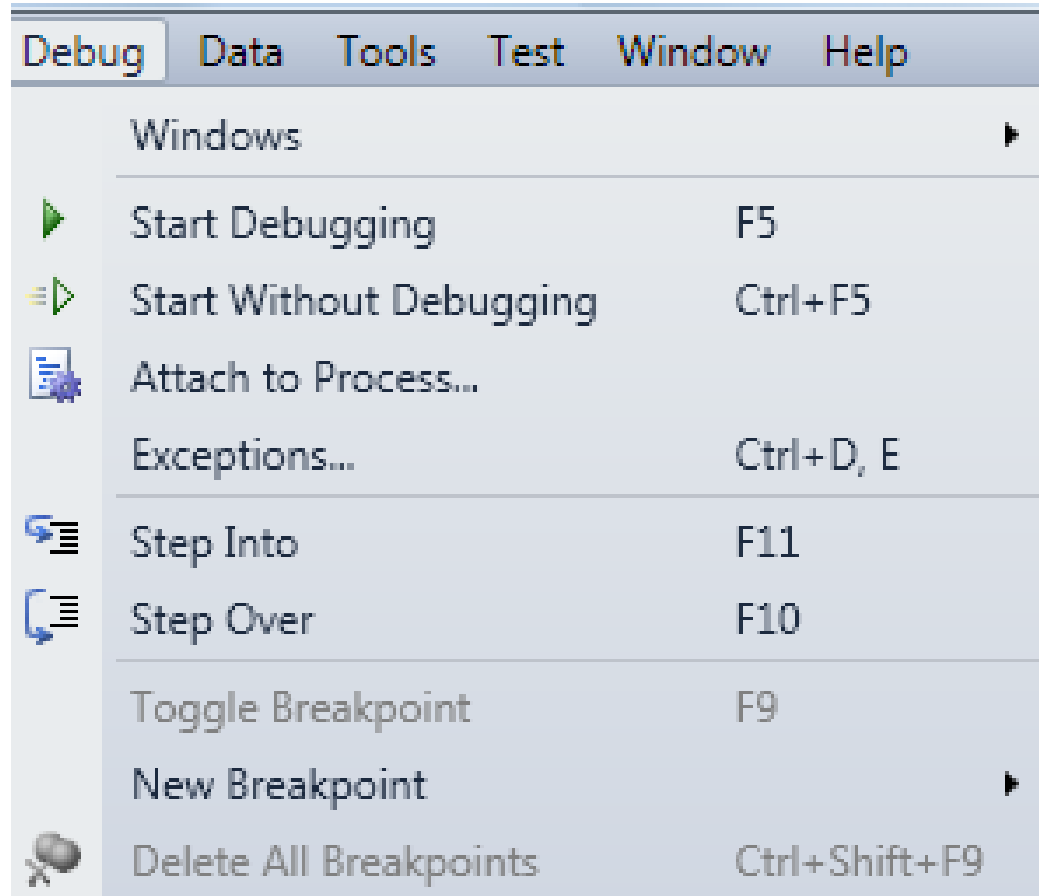 Debug Data Tools Test Window Help
Windows
Start Debugging F5
Start Without Debugging Ctrl+F5
Attach to Process...
Exceptions... Ctrl+D, E
Step Into F11
Step Over F10
Toggle Breakpoint F9
New Breakpoint
Delete All Breakpoints Ctrl+Shift+F9